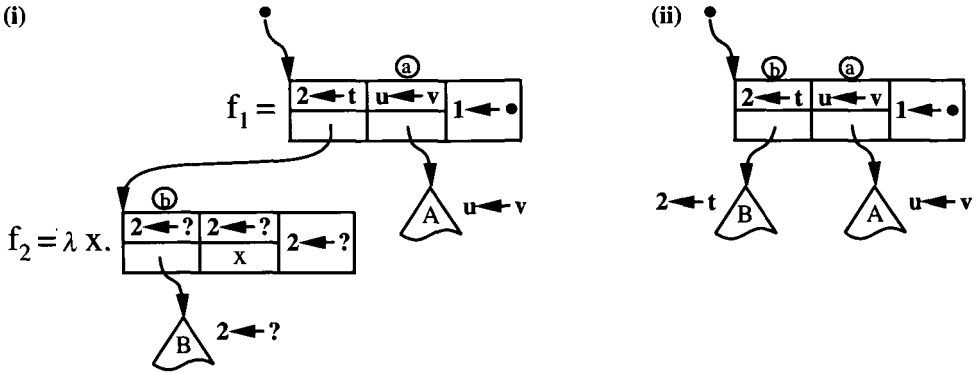 (i)
(ii)
ⓐ
ⓑ ⓐ
f₁ = 2←t u←v 1←•
2←t u←v 1←•
A u←v
2←t B A u←v
ⓑ
f₂ = λ x. 2←? 2←? 2←?
x
B 2←?